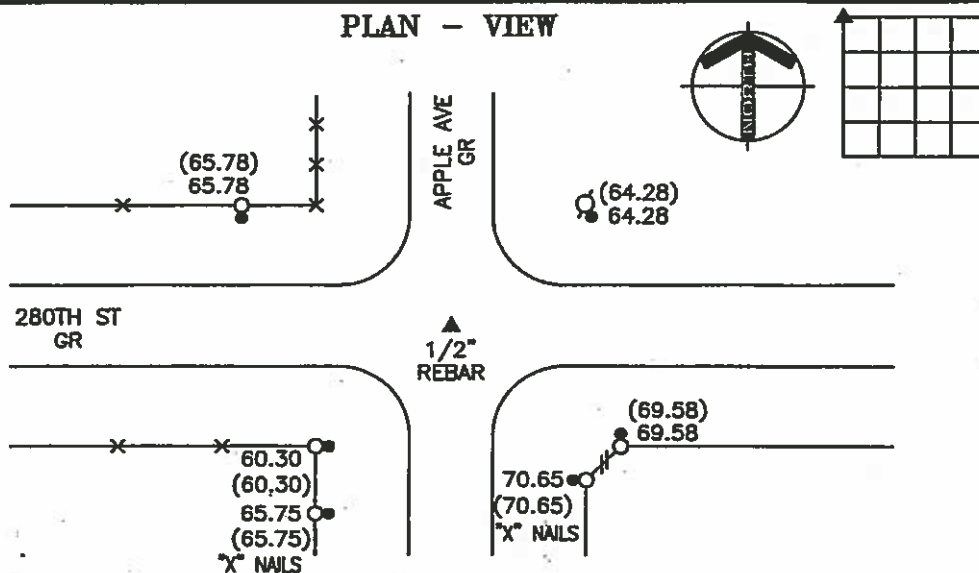 PLAN - VIEW
NORTH
APPLE AVE
GR
(65.78)
65.78
(64.28)
64.28
280TH ST
GR
1/2"
REBAR
(69.58)
69.58
60.30
(60.30)
65.75
(65.75)
"X" NAILS
70.65
(70.65)
"X" NAILS